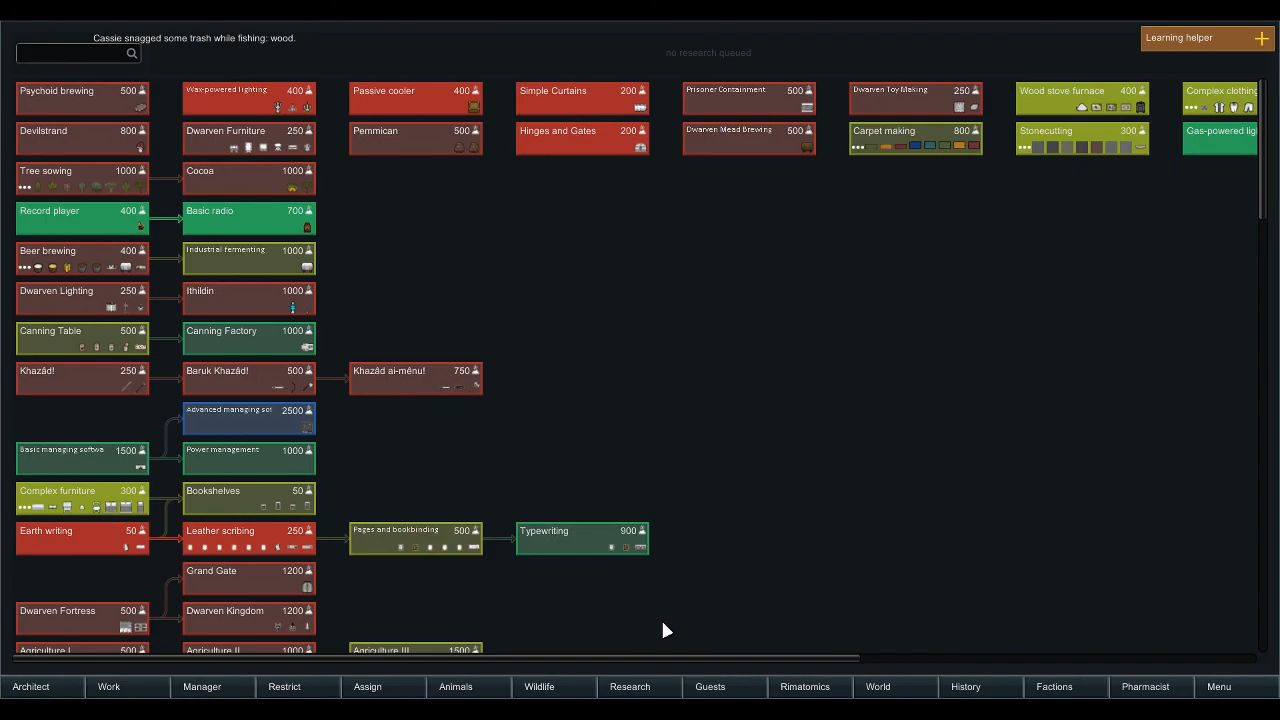 Cassie snagged some trash while fishing: wood.
Learning helper
no research queued
Psychoid brewing 500 Wax-powered lighting 400 Passive cooler 400 Simple Curtains 200 Prisoner Containment 500 Dwarven Toy Making 250 Wood stove furnace 400 Complex clothing
Devilstrand 800 Dwarven Furniture 250 Pemmican 500 Hinges and Gates 200 Dwarven Mead Brewing 500 Carpet making 800 Stonecutting 300 Gas-powered lig
Tree sowing 1000 Cocoa 1000
Record player 400 Basic radio 700
Beer brewing 400 Industrial fermenting 1000
Dwarven Lighting 250 Ithildin 1000
Canning Table 500 Canning Factory 1000
Khazâd! 250 Baruk Khazâd! 500 Khazâd ai-mênu! 750
Advanced managing sof 2500
Basic managing softwa 1500 Power management 1000
Complex furniture 300 Bookshelves 50
Earth writing 50 Leather scribing 250 Pages and bookbinding 500 Typewriting 900
Grand Gate 1200
Dwarven Fortress 500 Dwarven Kingdom 1200
Agriculture I 500 Agriculture II 1000 Agriculture III 1500
Architect Work Manager Restrict Assign Animals Wildlife Research Guests Rimatomics World History Factions Pharmacist Menu